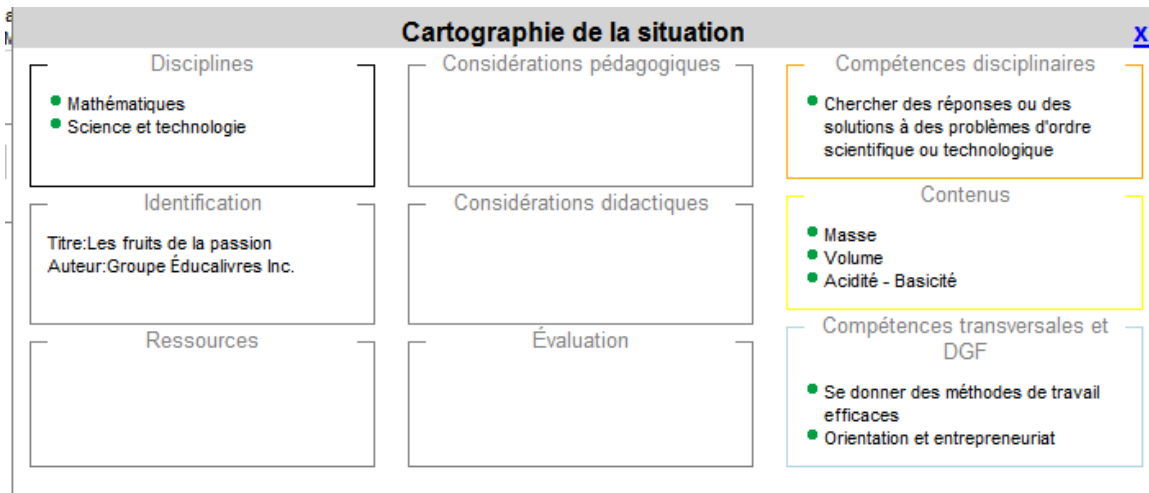 Cartographie de la situation
x
Disciplines
Mathématiques
Science et technologie
Considérations pédagogiques
Compétences disciplinaires
Chercher des réponses ou des
solutions à des problèmes d'ordre
scientifique ou technologique
Identification
Titre:Les fruits de la passion
Auteur:Groupe Éducalivres Inc.
Considérations didactiques
Contenus
Masse
Volume
Acidité - Basicité
Ressources
Évaluation
Compétences transversales et
DGF
Se donner des méthodes de travail
efficaces
Orientation et entrepreneuriat